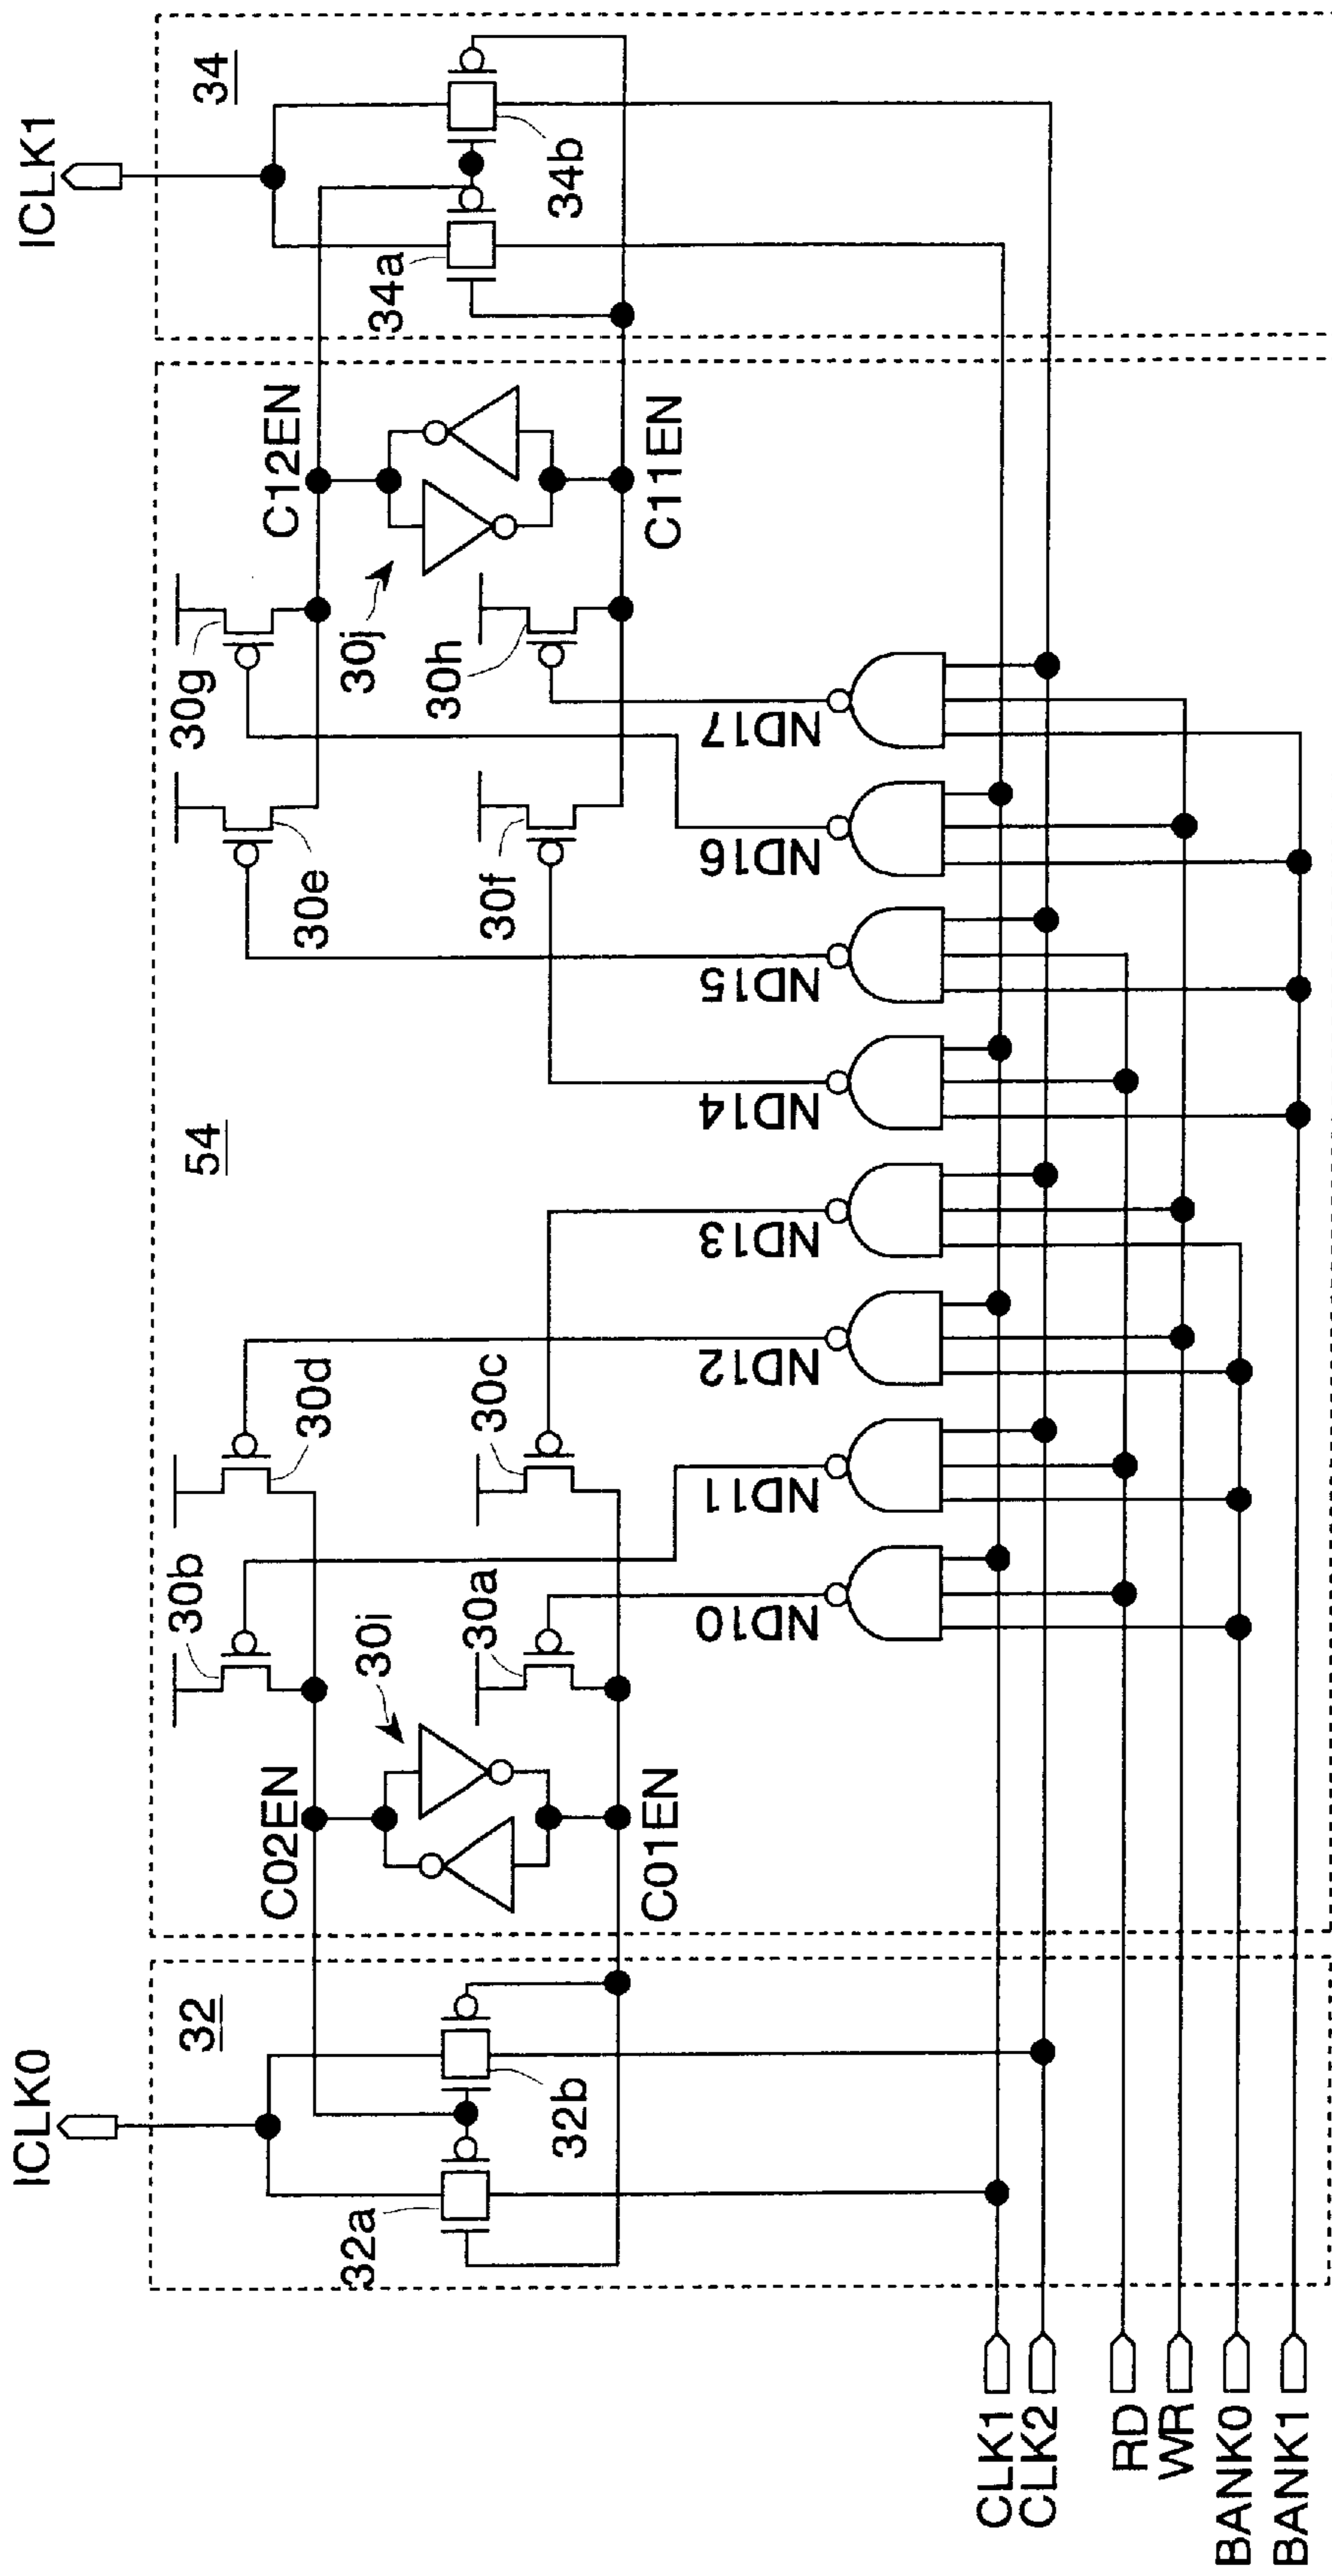 ICLK0
ICLK1
32
54
34
30b
30d
30e
30g
C02EN
C12EN
32a
32b
30i
30a
30c
30f
30h
30j
34a
34b
C01EN
C11EN
ND10
ND11
ND12
ND13
ND14
ND15
ND16
ND17
CLK1
CLK2
RD
WR
BANK0
BANK1